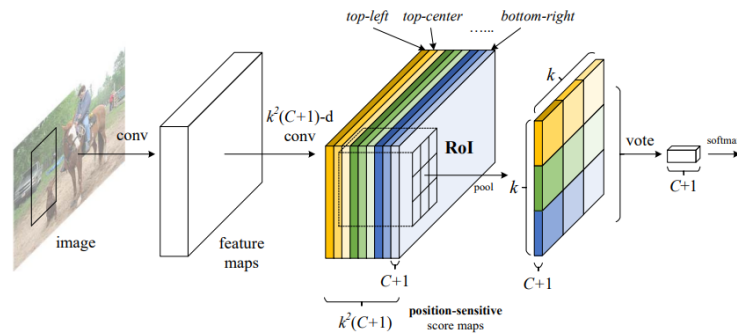 top-left
top-center
......
bottom-right
k²(C+1)-d
conv
conv
RoI
pool
k
k
vote
softmax
C+1
image
feature
maps
C+1
C+1
k²(C+1)
position-sensitive
score maps